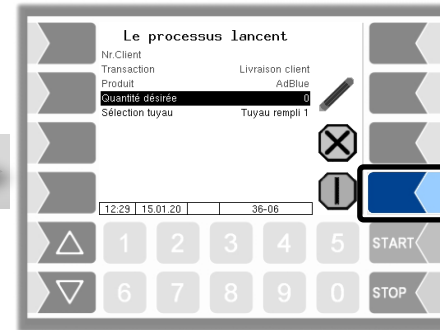 Le processus lancent
Nr.Client
Transaction Livraison client
Produit AdBlue
Quantité désirée 0
Sélection tuyau Tuyau rempli 1
12:29 15.01.20 36-06
1 2 3 4 5 START
6 7 8 9 0 STOP